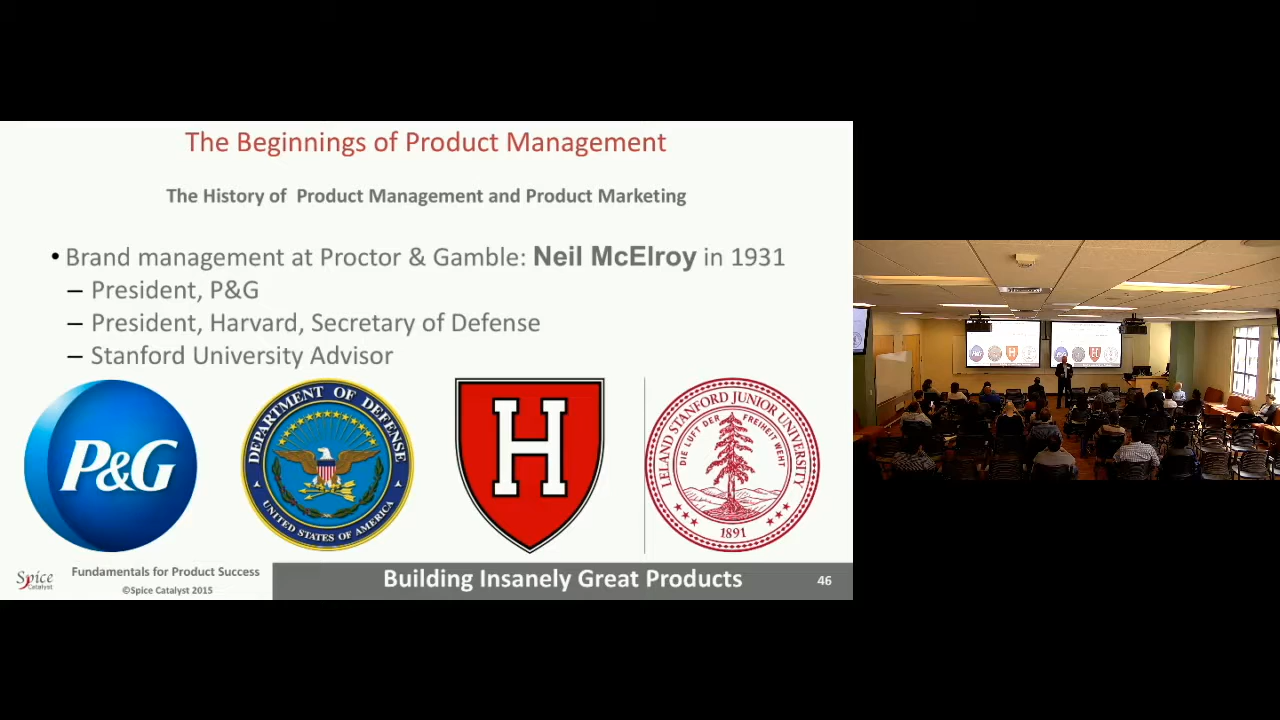 The Beginnings of Product Management
The History of Product Management and Product Marketing
• Brand management at Proctor & Gamble: Neil McElroy in 1931
– President, P&G
– President, Harvard, Secretary of Defense
– Stanford University Advisor
P&G
DEPARTMENT OF DEFENSE
UNITED STATES OF AMERICA
H
LELAND STANFORD JUNIOR UNIVERSITY
DIE LUFT DER FREIHEIT WEHT
1891
Spice
Catalyst
Fundamentals for Product Success
©Spice Catalyst 2015
Building Insanely Great Products
46